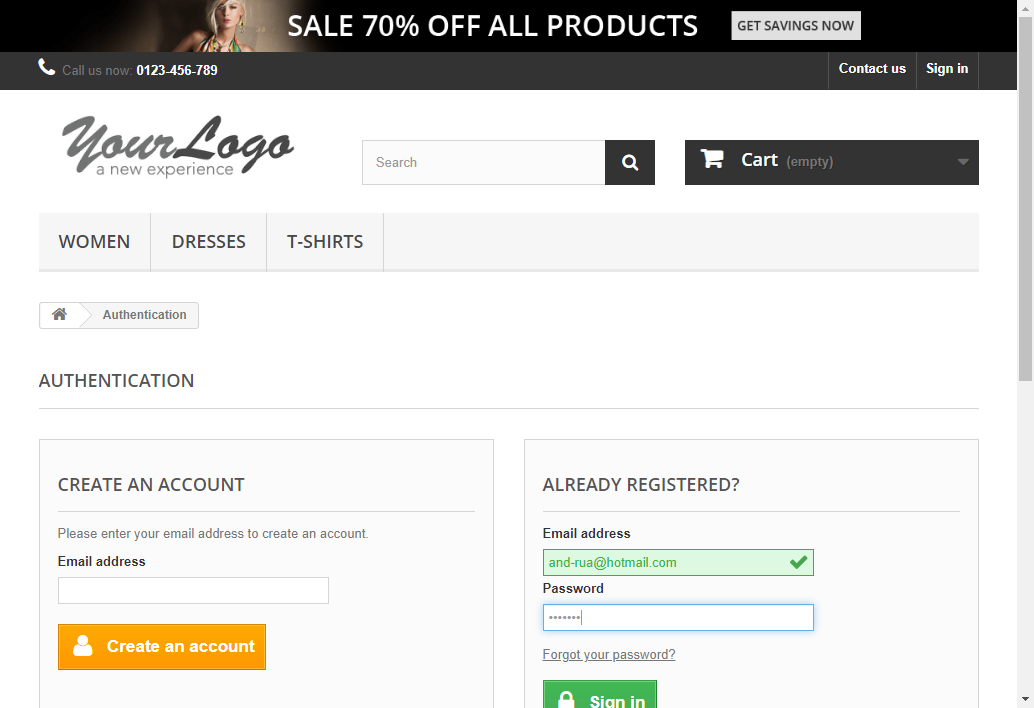 SALE 70% OFF ALL PRODUCTS GET SAVINGS NOW
Call us now: 0123-456-789 Contact us Sign in
YourLogo
a new experience
Search
Cart (empty)
WOMEN DRESSES T-SHIRTS
Authentication
AUTHENTICATION
CREATE AN ACCOUNT
Please enter your email address to create an account.
Email address
Create an account
ALREADY REGISTERED?
Email address
and-rua@hotmail.com
Password
•••••••
Forgot your password?
Sign in